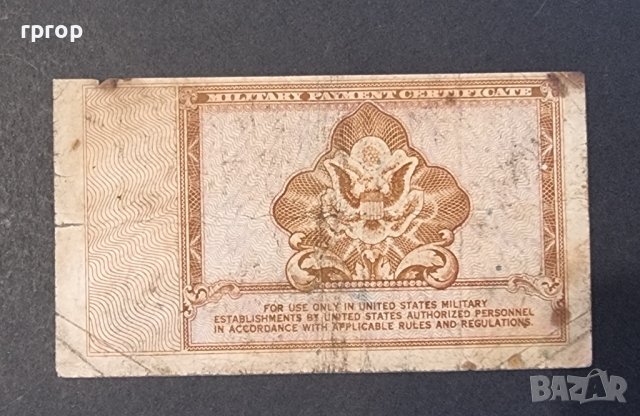 rprop
MILITARY PAYMENT CERTIFICATE
FOR USE ONLY IN UNITED STATES MILITARY
ESTABLISHMENTS BY UNITED STATES AUTHORIZED PERSONNEL
IN ACCORDANCE WITH APPLICABLE RULES AND REGULATIONS.
BAZAR